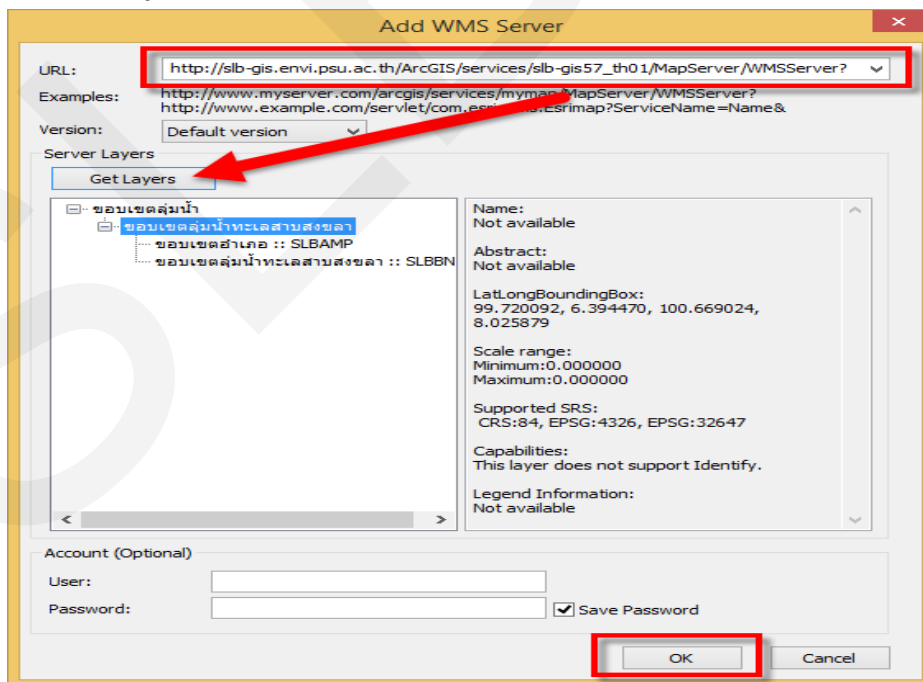 Add WMS Server
URL: http://slb-gis.envi.psu.ac.th/ArcGIS/services/slb-gis57_th01/MapServer/WMSServer?
Examples: http://www.myserver.com/arcgis/services/mymap/MapServer/WMSServer?
http://www.example.com/servlet/com.esri.wms.Esrimap?ServiceName=Name&
Version: Default version
Server Layers
Get Layers
ขอบเขตลุ่มน้ำ
ขอบเขตลุ่มน้ำทะเลสาบสงขลา
ขอบเขตอำเภอ :: SLBAMP
ขอบเขตลุ่มน้ำทะเลสาบสงขลา :: SLBBN
Name:
Not available
Abstract:
Not available
LatLongBoundingBox:
99.720092, 6.394470, 100.669024,
8.025879
Scale range:
Minimum:0.000000
Maximum:0.000000
Supported SRS:
CRS:84, EPSG:4326, EPSG:32647
Capabilities:
This layer does not support Identify.
Legend Information:
Not available
Account (Optional)
User:
Password:
Save Password
OK
Cancel